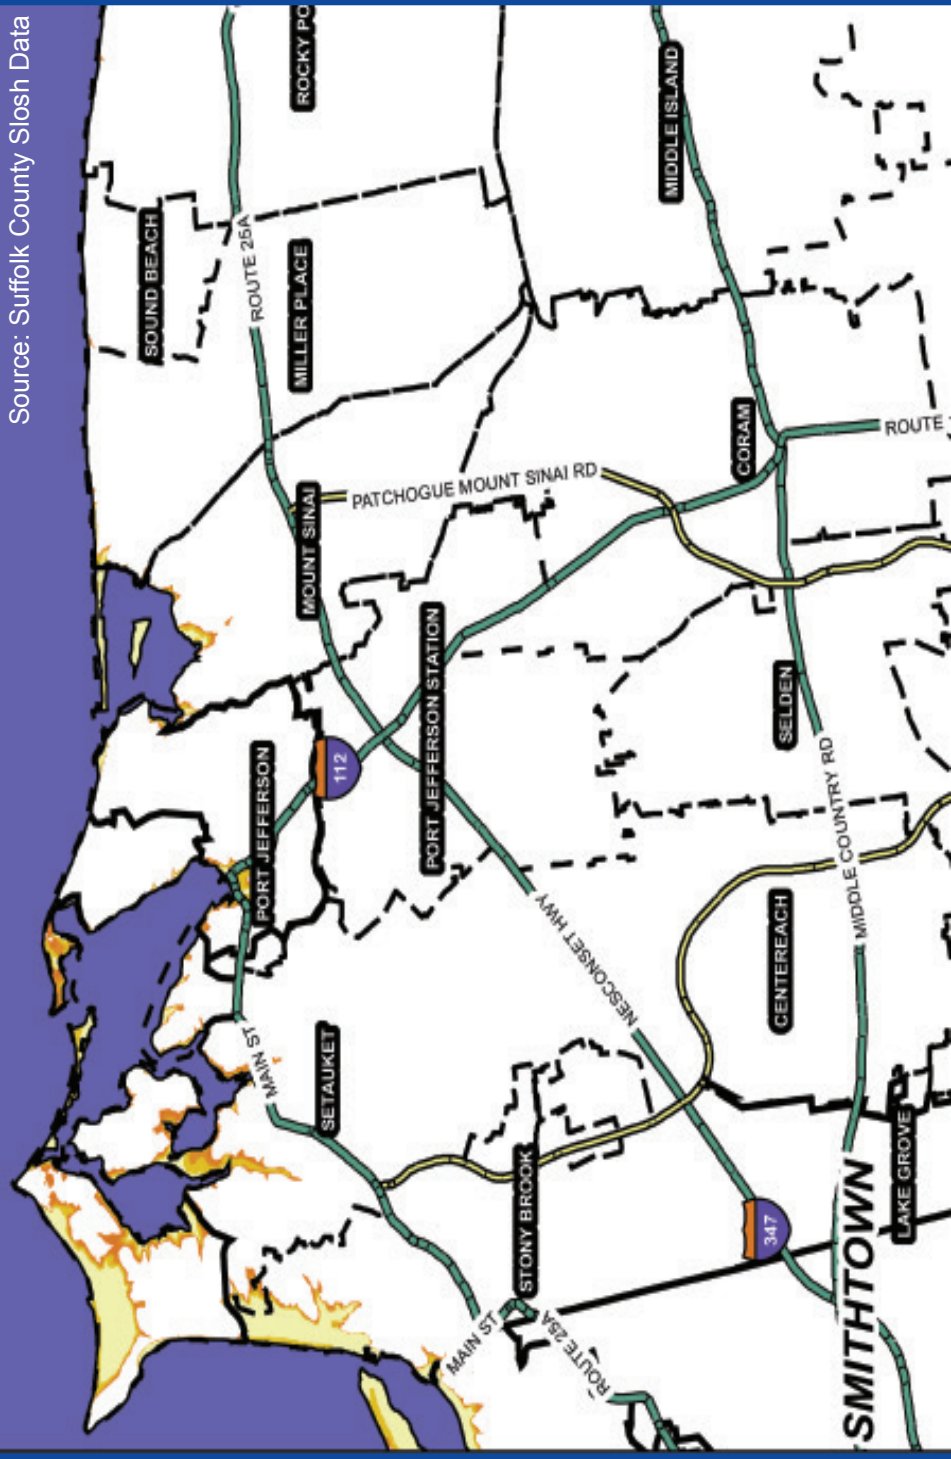 Source: Suffolk County Slosh Data
ROCKY PO
MIDDLE ISLAND
SOUND BEACH
ROUTE 25A
MILLER PLACE
CORAM
ROUTE
PATCHOGUE MOUNT SINAI RD
MOUNT SINAI
PORT JEFFERSON STATION
SELDEN
PORT JEFFERSON
112
MIDDLE COUNTRY RD
NESCONSET HWY
CENTEREACH
MAIN ST
SETAUKET
STONY BROOK
LAKE GROVE
347
SMITHTOWN
MAIN ST
ROUTE 25A